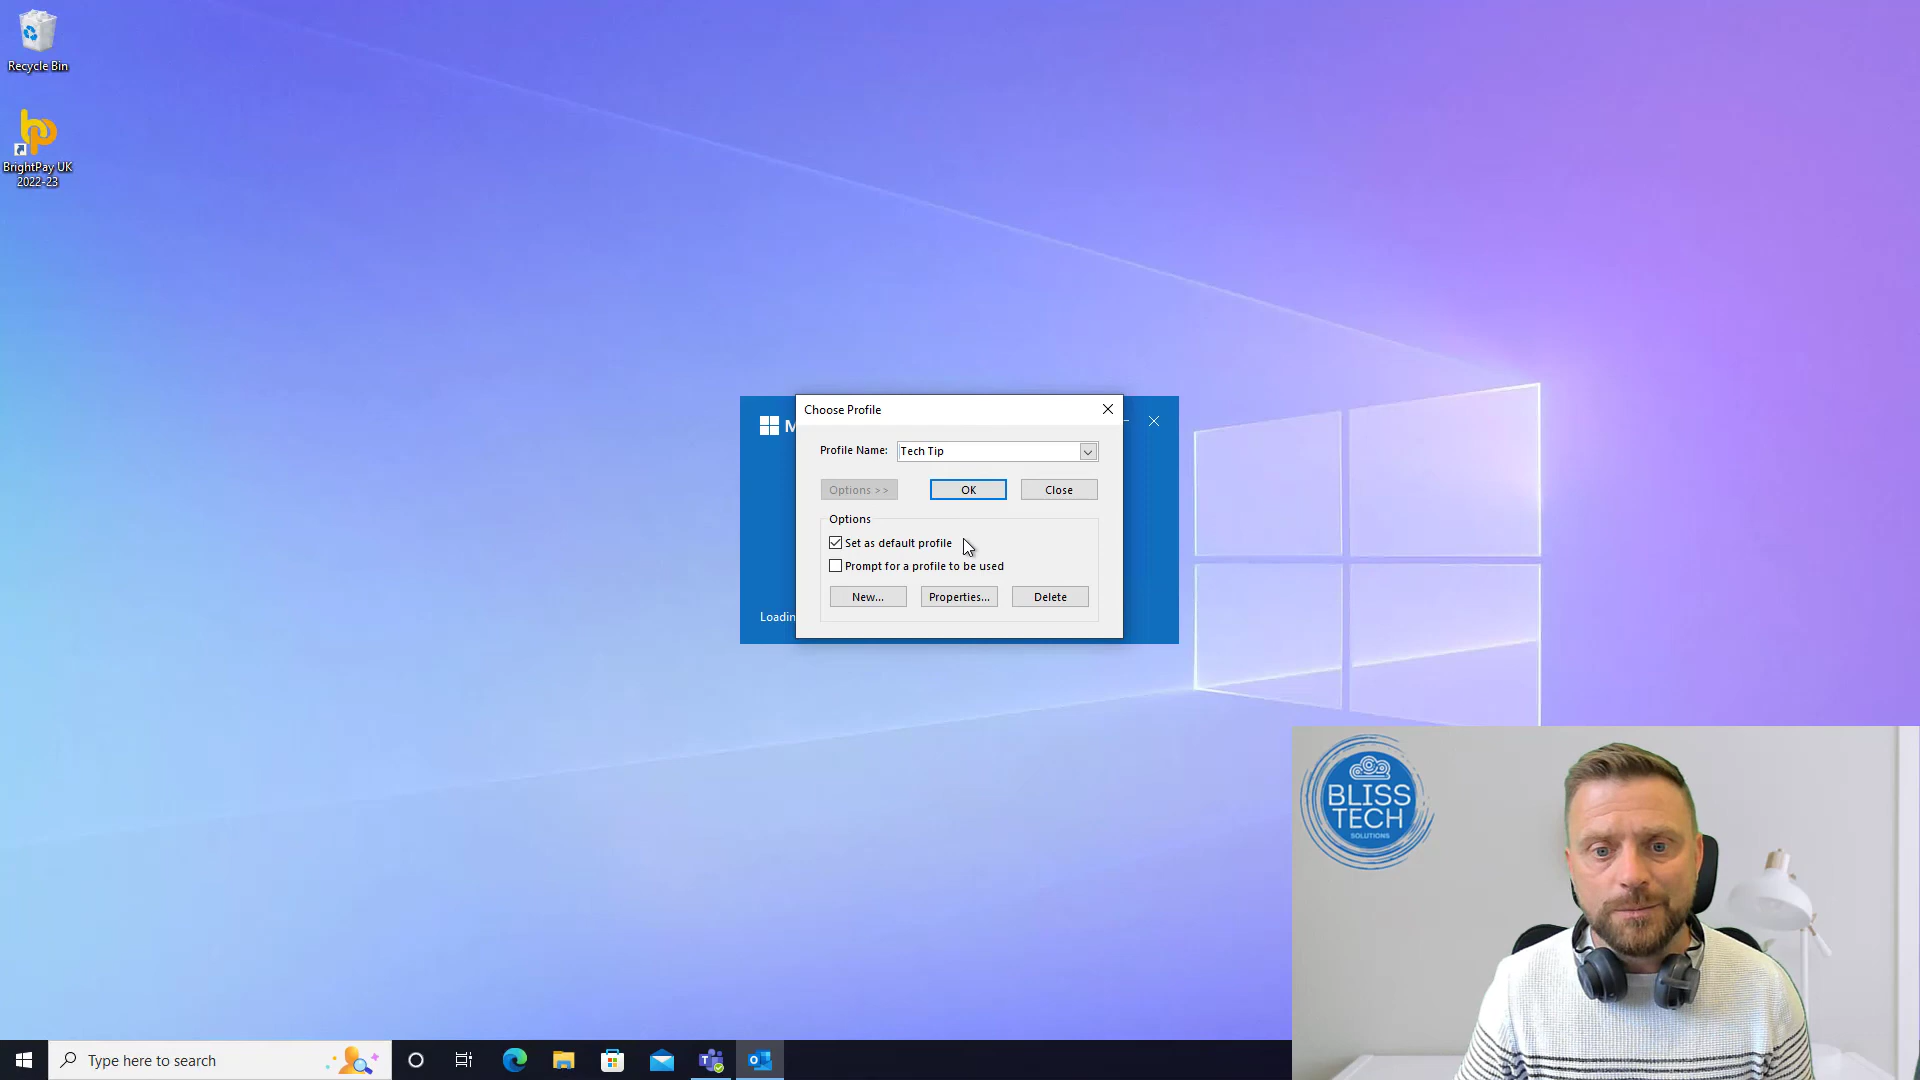 Recycle Bin
BrightPay UK
2022-23
M
Choose Profile
Profile Name:
Tech Tip
Options >>
OK
Close
Options
Set as default profile
Prompt for a profile to be used
New...
Properties...
Delete
Loadin
BLISS
TECH
SOLUTIONS
Type here to search